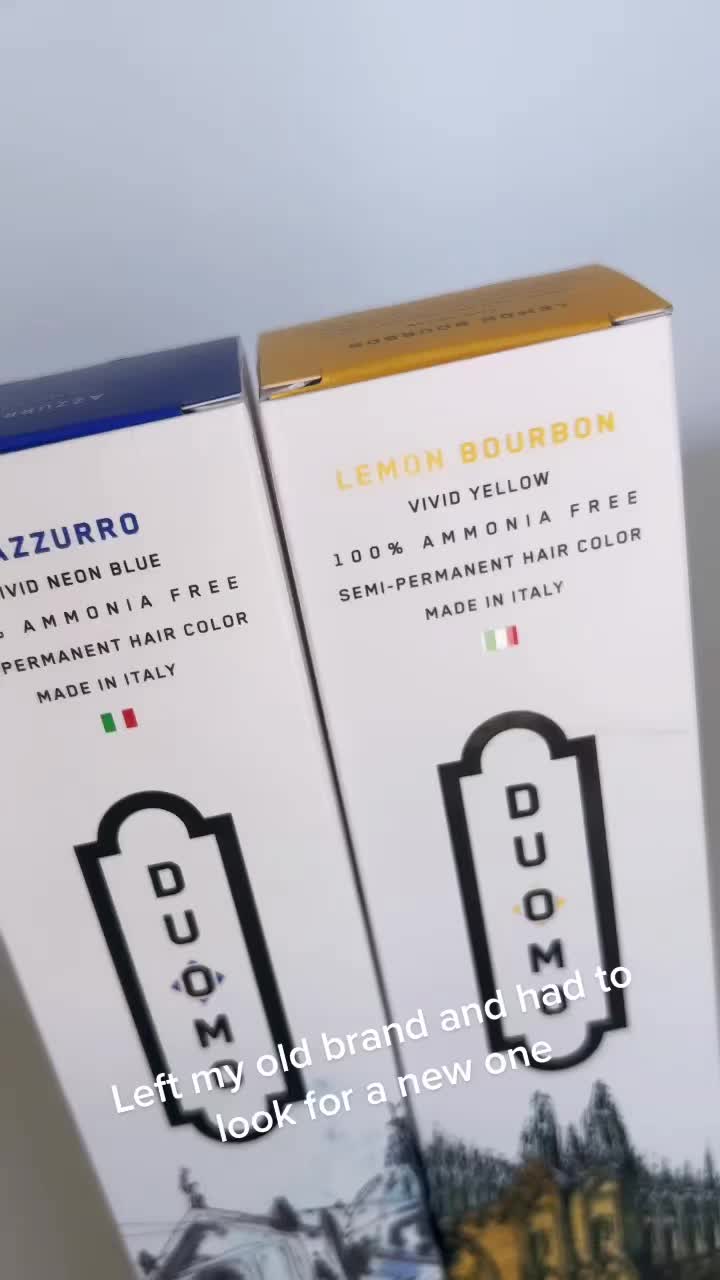 LEMON BOURBON
AZZURRO
VIVID NEON BLUE
AMMONIA FREE
PERMANENT HAIR COLOR
MADE IN ITALY
DUOMO
LEMON BOURBON
VIVID YELLOW
100% AMMONIA FREE
SEMI-PERMANENT HAIR COLOR
MADE IN ITALY
DUOMO
Left my old brand and had to
look for a new one